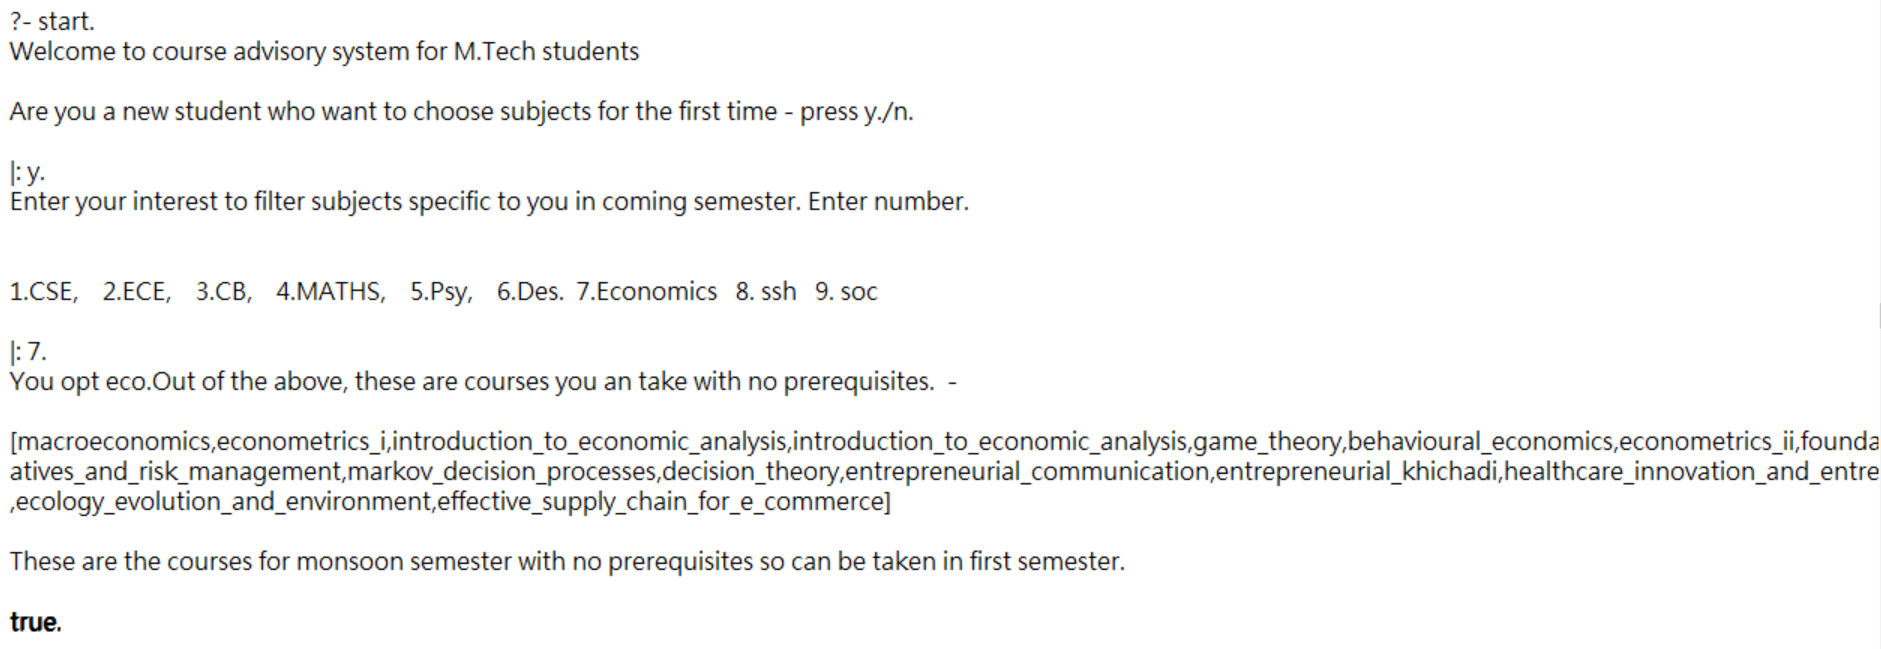 ?- start.
Welcome to course advisory system for M.Tech students
Are you a new student who want to choose subjects for the first time - press y./n.
|: y.
Enter your interest to filter subjects specific to you in coming semester. Enter number.
1.CSE, 2.ECE, 3.CB, 4.MATHS, 5.Psy, 6.Des. 7.Economics 8. ssh 9. soc
|: 7.
You opt eco.Out of the above, these are courses you an take with no prerequisites. -
[macroeconomics,econometrics_i,introduction_to_economic_analysis,introduction_to_economic_analysis,game_theory,behavioural_economics,econometrics_ii,founda
atives_and_risk_management,markov_decision_processes,decision_theory,entrepreneurial_communication,entrepreneurial_khichadi,healthcare_innovation_and_entre
,ecology_evolution_and_environment,effective_supply_chain_for_e_commerce]
These are the courses for monsoon semester with no prerequisites so can be taken in first semester.
true.